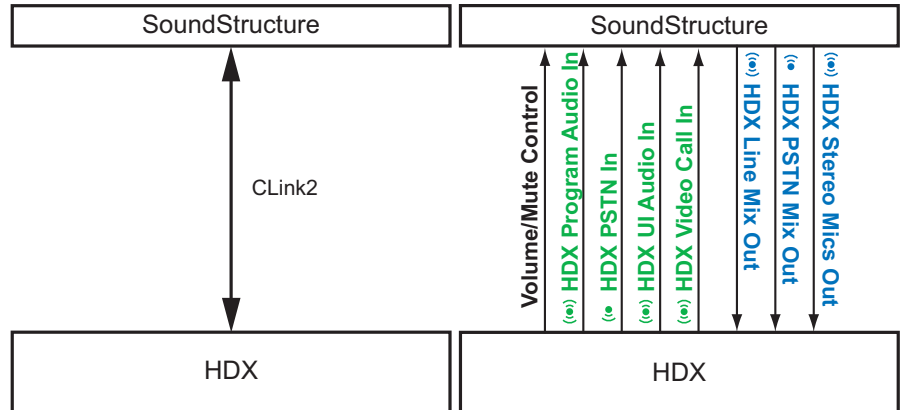 SoundStructure
CLink2
HDX
SoundStructure
Volume/Mute Control
HDX Program Audio In
HDX PSTN In
HDX UI Audio In
HDX Video Call In
HDX Line Mix Out
HDX PSTN Mix Out
HDX Stereo Mics Out
HDX